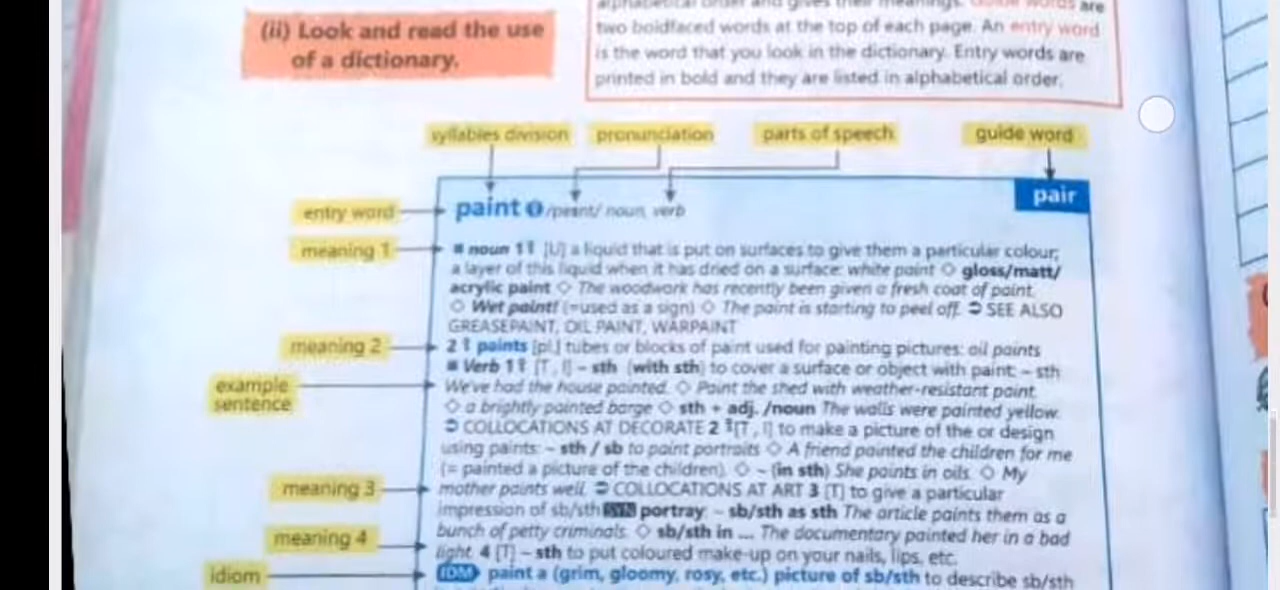 (ii) Look and read the use
of a dictionary.
alphabetical order and gives their meanings. Guide words are
two boldfaced words at the top of each page. An entry word
is the word that you look in the dictionary. Entry words are
printed in bold and they are listed in alphabetical order.
syllables division
pronunciation
parts of speech
guide word
pair
entry word
paint /peɪnt/ noun, verb
meaning 1
noun 1 [U] a liquid that is put on surfaces to give them a particular colour;
a layer of this liquid when it has dried on a surface: white paint ◇ gloss/matt/
acrylic paint ◇ The woodwork has recently been given a fresh coat of paint.
◇ Wet paint! (=used as a sign) ◇ The paint is starting to peel off. ➲ SEE ALSO
GREASEPAINT, OIL PAINT, WARPAINT
meaning 2
2 paints [pl.] tubes or blocks of paint used for painting pictures: oil paints
■ Verb 1 [T, I] ~ sth (with sth) to cover a surface or object with paint: ~ sth
example
sentence
We've had the house painted. ◇ Paint the shed with weather-resistant paint.
◇ a brightly painted barge ◇ sth + adj. /noun The walls were painted yellow.
➲ COLLOCATIONS AT DECORATE 2 [T, I] to make a picture of the or design
using paints: ~ sth / sb to paint portraits ◇ A friend painted the children for me
(= painted a picture of the children). ◇ ~ (in sth) She paints in oils. ◇ My
meaning 3
mother paints well. ➲ COLLOCATIONS AT ART 3 [T] to give a particular
impression of sb/sth SYN portray: ~ sb/sth as sth The article paints them as a
meaning 4
bunch of petty criminals. ◇ sb/sth in ... The documentary painted her in a bad
light. 4 [T] ~ sth to put coloured make-up on your nails, lips, etc.
idiom
IDM paint a (grim, gloomy, rosy, etc.) picture of sb/sth to describe sb/sth